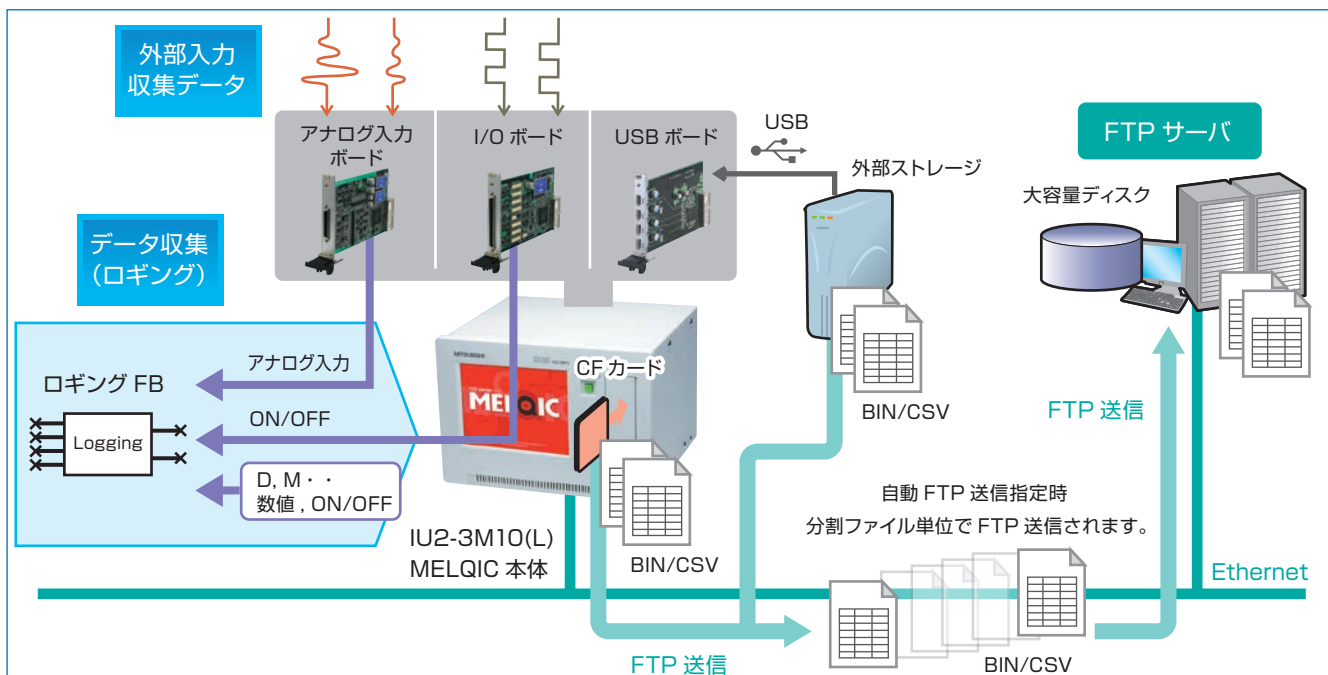 外部入力
収集データ
アナログ入力
ボード
I/O ボード
USB ボード
USB
外部ストレージ
FTP サーバ
大容量ディスク
データ収集
(ロギング)
アナログ入力
ロギング FB
ON/OFF
Logging
D, M・・
数値 , ON/OFF
MITSUBISHI
MELQIC
CF カード
BIN/CSV
FTP 送信
自動 FTP 送信指定時
分割ファイル単位で FTP 送信されます。
IU2-3M10(L)
MELQIC 本体
BIN/CSV
Ethernet
FTP 送信
BIN/CSV